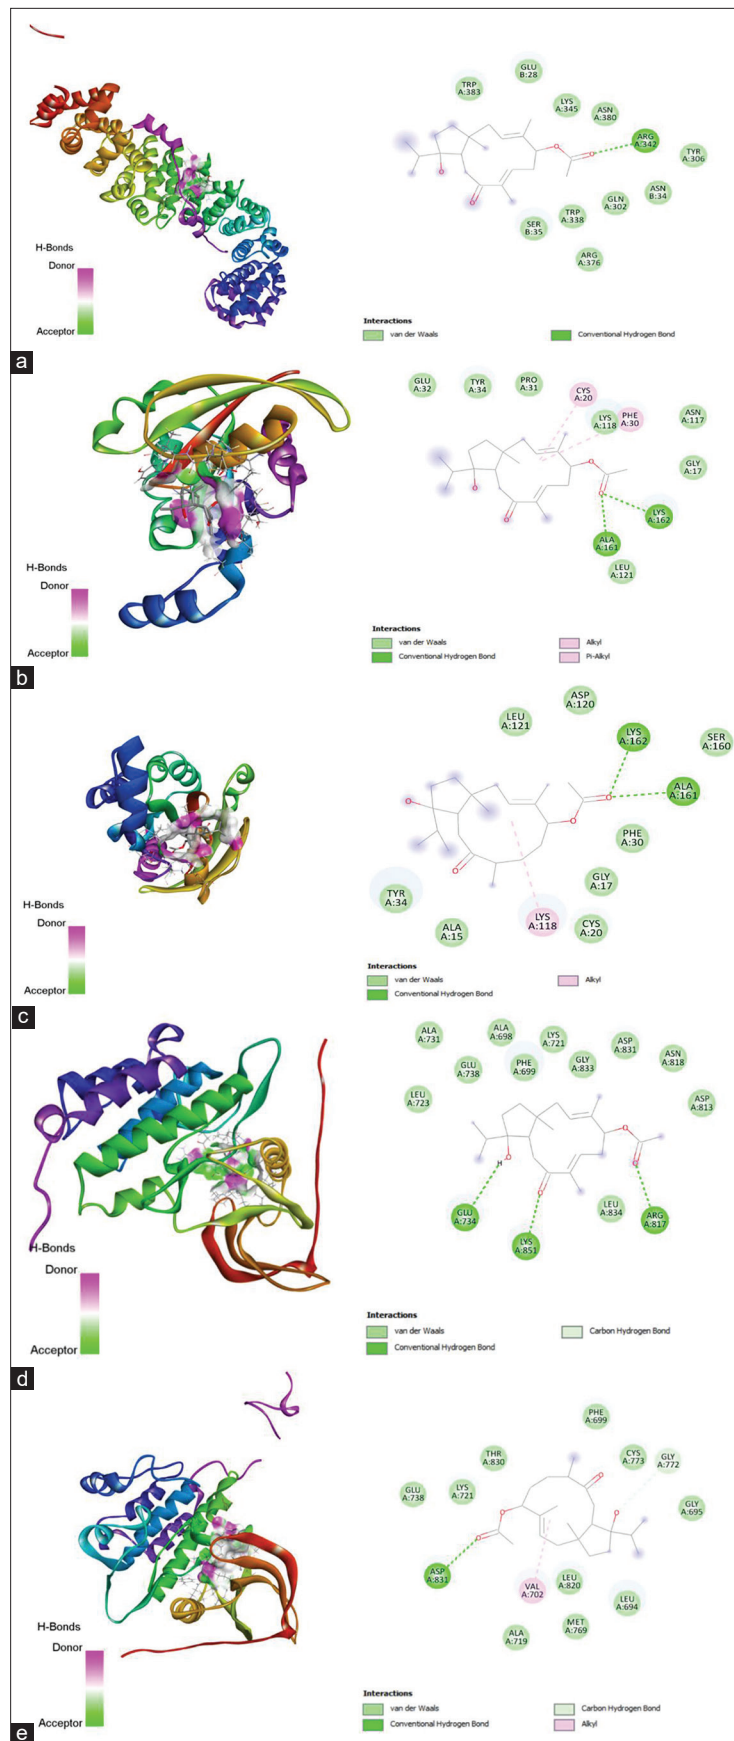 GLU
B:28
TRP
A:383
LYS
A:345
ASN
A:380
ARG
A:342
TYR
A:306
ASN
B:34
GLN
A:302
TRP
A:338
SER
B:35
ARG
A:376
O
O
O
O
H-Bonds
Donor
Acceptor
Interactions
van der Waals
Conventional Hydrogen Bond
a
GLU
A:32
TYR
A:34
PRO
A:31
CYS
A:20
LYS
A:118
PHE
A:30
ASN
A:117
GLY
A:17
LYS
A:162
ALA
A:161
LEU
A:121
O
O
O
O
H-Bonds
Donor
Acceptor
Interactions
van der Waals
Conventional Hydrogen Bond
Alkyl
Pi-Alkyl
b
ASP
A:120
LEU
A:121
LYS
A:162
SER
A:160
ALA
A:161
PHE
A:30
GLY
A:17
TYR
A:34
ALA
A:15
LYS
A:118
CYS
A:20
O
O
O
O
H-Bonds
Donor
Acceptor
Interactions
van der Waals
Conventional Hydrogen Bond
Alkyl
c
ALA
A:731
ALA
A:698
LYS
A:721
ASP
A:831
ASN
A:818
GLU
A:738
PHE
A:699
GLY
A:833
LEU
A:723
ASP
A:813
GLU
A:734
LYS
A:851
LEU
A:834
ARG
A:817
H
O
O
O
O
H-Bonds
Donor
Acceptor
Interactions
van der Waals
Conventional Hydrogen Bond
Carbon Hydrogen Bond
d
PHE
A:699
THR
A:830
CYS
A:773
GLY
A:772
GLU
A:738
LYS
A:721
GLY
A:695
ASP
A:831
VAL
A:702
LEU
A:820
LEU
A:694
ALA
A:719
MET
A:769
O
O
O
O
H-Bonds
Donor
Acceptor
Interactions
van der Waals
Conventional Hydrogen Bond
Carbon Hydrogen Bond
Alkyl
e